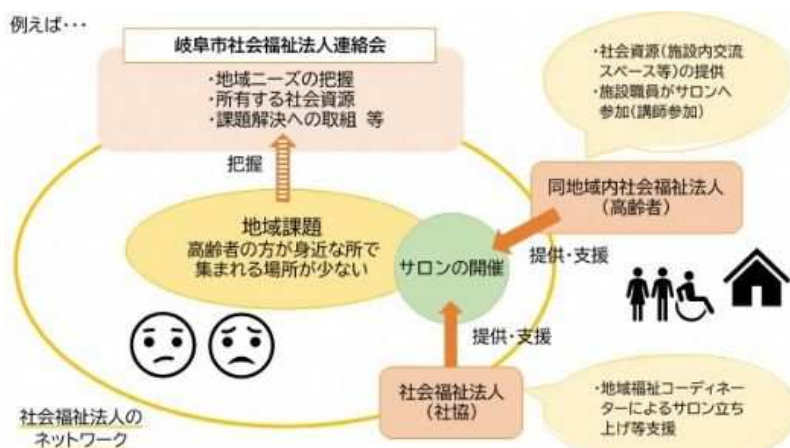 例えば･･･
岐阜市社会福祉法人連絡会
・地域ニーズの把握
・所有する社会資源
・課題解決への取組 等
・社会資源(施設内交流
スペース等)の提供
・施設職員がサロンへ
参加(講師参加)
把握
同地域内社会福祉法人
(高齢者)
地域課題
高齢者の方が身近な所で
集まれる場所が少ない
サロンの開催
提供・支援
提供・支援
社会福祉法人
(社協)
・地域福祉コーディネー
ターによるサロン立ち
上げ等支援
社会福祉法人の
ネットワーク